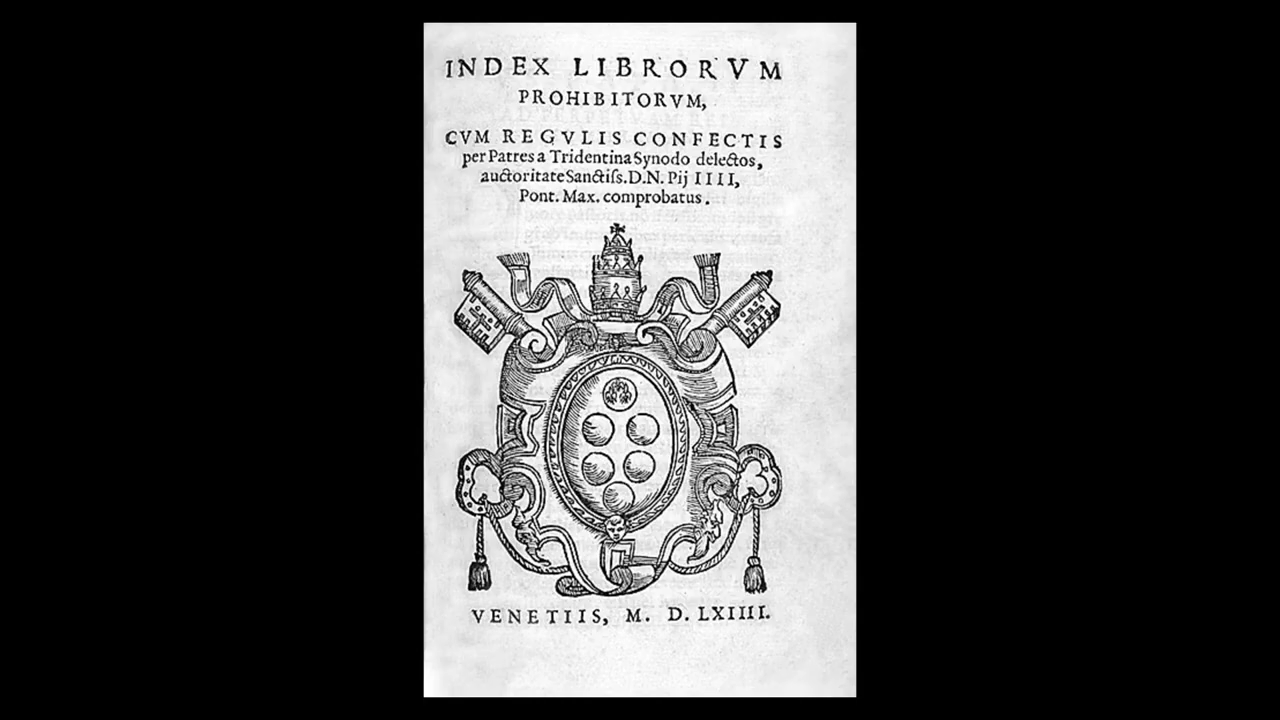 INDEX LIBRORVM
PROHIBITORVM,
CVM REGVLIS CONFECTIS
per Patres a Tridentina Synodo delectos,
auctoritate Sanctiſs. D. N. Pij IIII,
Pont. Max. comprobatus.
VENETIIS, M. D. LXIIII.